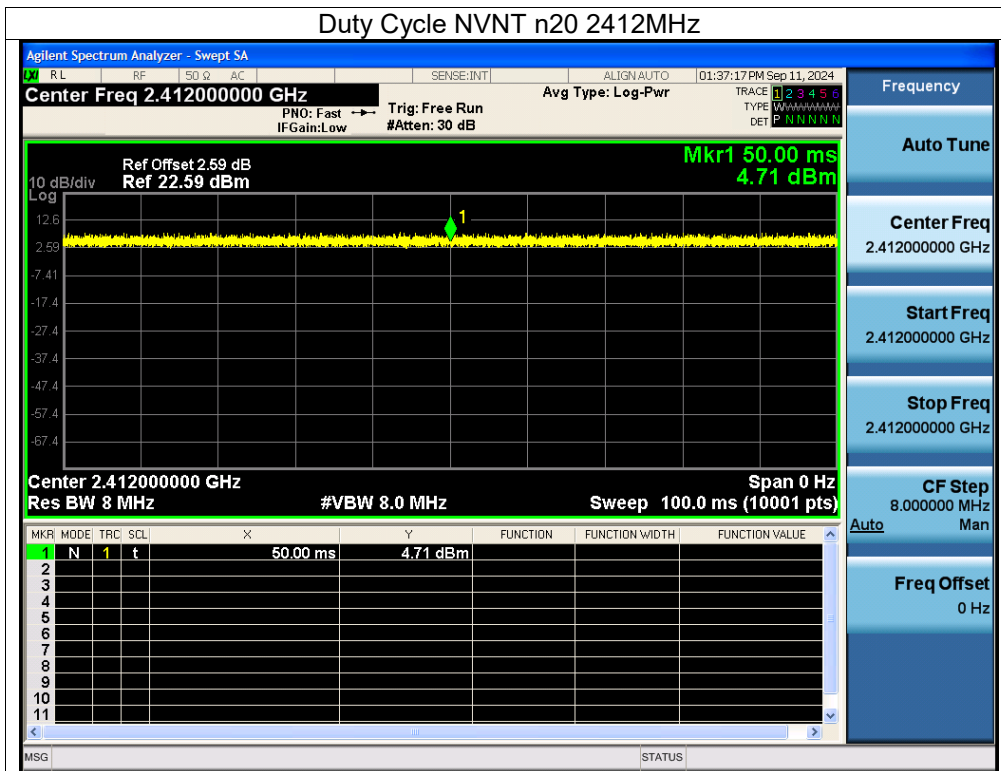 Duty Cycle NVNT n20 2412MHz
Agilent Spectrum Analyzer - Swept SA
LXI RL RF 50 Ω AC SENSE:INT ALIGN AUTO 01:37:17 PM Sep 11, 2024
Center Freq 2.412000000 GHz
PNO: Fast
IFGain:Low
Trig: Free Run
#Atten: 30 dB
Avg Type: Log-Pwr
TRACE 1 2 3 4 5 6
TYPE WWWWWWW
DET P N N N N N
Ref Offset 2.59 dB
Ref 22.59 dBm
10 dB/div
Log
Mkr1 50.00 ms
4.71 dBm
1
12.6
2.59
-7.41
-17.4
-27.4
-37.4
-47.4
-57.4
-67.4
Center 2.412000000 GHz Span 0 Hz
Res BW 8 MHz #VBW 8.0 MHz Sweep 100.0 ms (10001 pts)
MKR MODE TRC SCL X Y FUNCTION FUNCTION WIDTH FUNCTION VALUE
1 N 1 t 50.00 ms 4.71 dBm
2
3
4
5
6
7
8
9
10
11
MSG STATUS
Frequency
Auto Tune
Center Freq
2.412000000 GHz
Start Freq
2.412000000 GHz
Stop Freq
2.412000000 GHz
CF Step
8.000000 MHz
Auto Man
Freq Offset
0 Hz